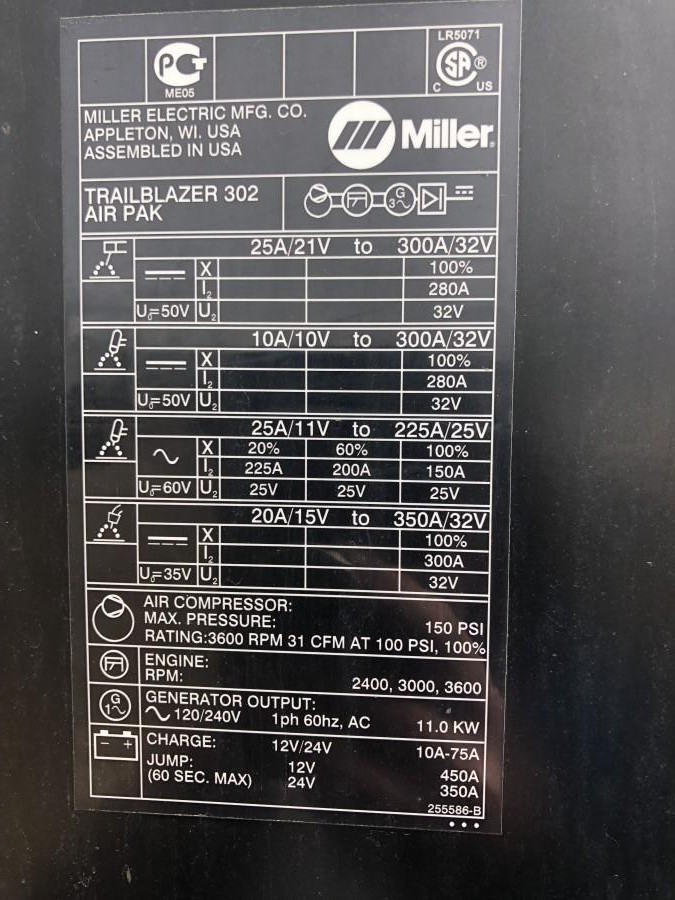 LR5071
PCT
SA®
ME05
C US
MILLER ELECTRIC MFG. CO.
APPLETON, WI. USA
ASSEMBLED IN USA
Miller®
TRAILBLAZER 302
AIR PAK
G
3~
25A/21V to 300A/32V
X 100%
I2 280A
U0=50V U2 32V
10A/10V to 300A/32V
X 100%
I2 280A
U0=50V U2 32V
25A/11V to 225A/25V
X 20% 60% 100%
I2 225A 200A 150A
U0=60V U2 25V 25V 25V
20A/15V to 350A/32V
X 100%
I2 300A
U0=35V U2 32V
AIR COMPRESSOR:
MAX. PRESSURE: 150 PSI
RATING:3600 RPM 31 CFM AT 100 PSI, 100%
ENGINE:
RPM: 2400, 3000, 3600
G
1~
GENERATOR OUTPUT:
~ 120/240V 1ph 60hz, AC 11.0 KW
- +
CHARGE: 12V/24V 10A-75A
JUMP: 12V 450A
(60 SEC. MAX) 24V 350A
255586-B